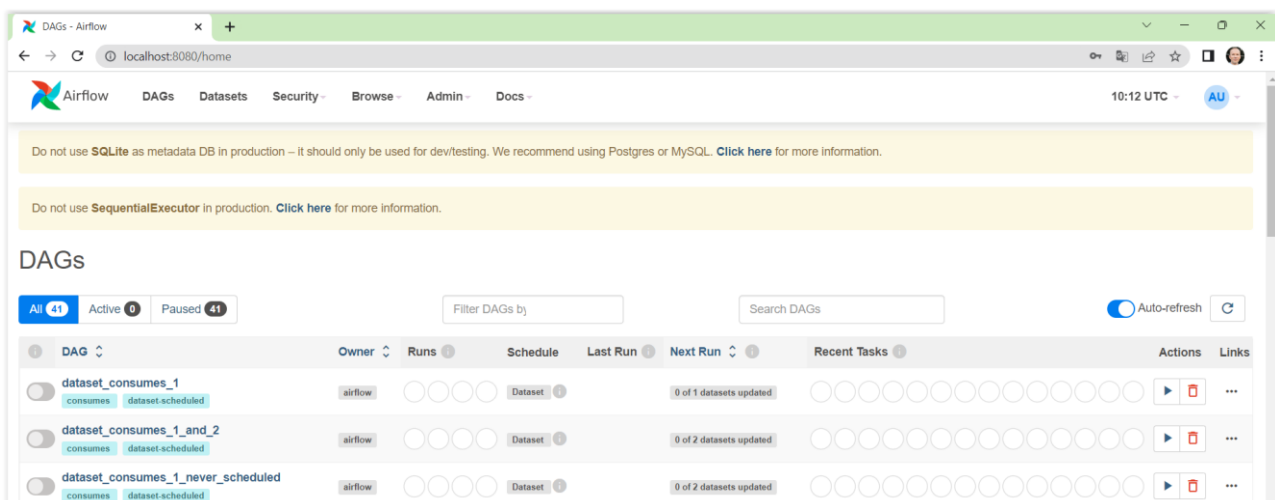 DAGs - Airflow
localhost:8080/home
Airflow DAGs Datasets Security Browse Admin Docs 10:12 UTC AU
Do not use SQLite as metadata DB in production – it should only be used for dev/testing. We recommend using Postgres or MySQL. Click here for more information.
Do not use SequentialExecutor in production. Click here for more information.
DAGs
All 41 Active 0 Paused 41 Filter DAGs by Search DAGs Auto-refresh
DAG Owner Runs Schedule Last Run Next Run Recent Tasks Actions Links
dataset_consumes_1
consumes dataset-scheduled airflow Dataset 0 of 1 datasets updated
dataset_consumes_1_and_2
consumes dataset-scheduled airflow Dataset 0 of 2 datasets updated
dataset_consumes_1_never_scheduled
consumes dataset-scheduled airflow Dataset 0 of 2 datasets updated